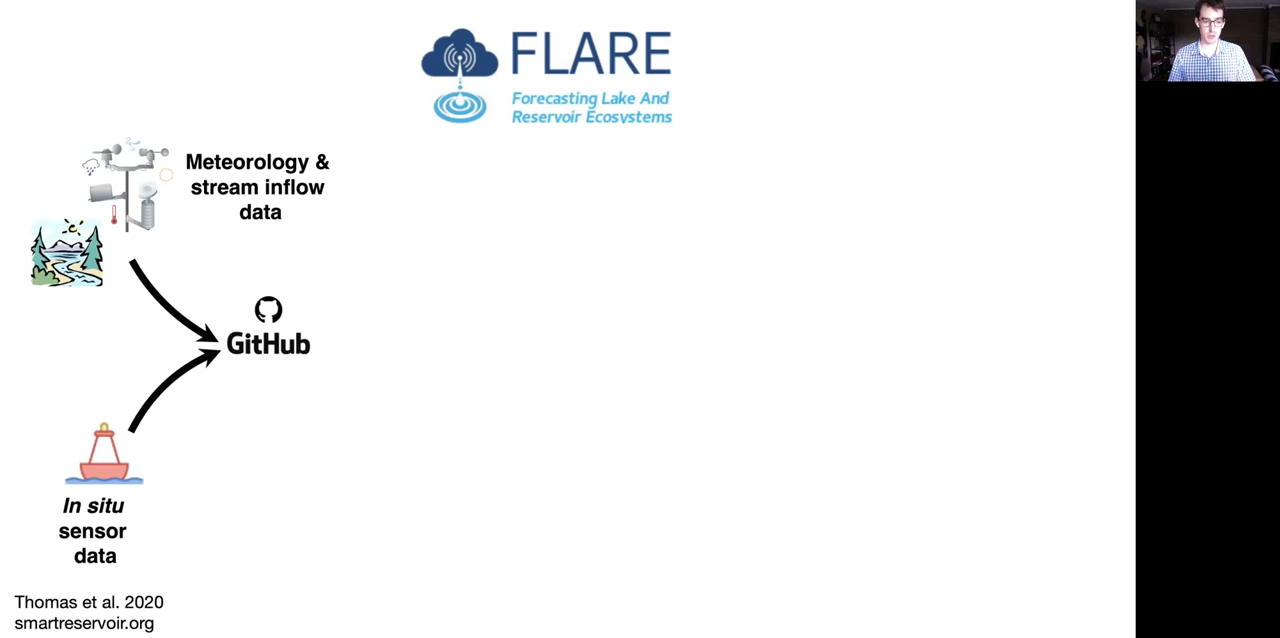 FLARE
Forecasting Lake And
Reservoir Ecosystems
Meteorology &
stream inflow
data
GitHub
In situ
sensor
data
Thomas et al. 2020
smartreservoir.org